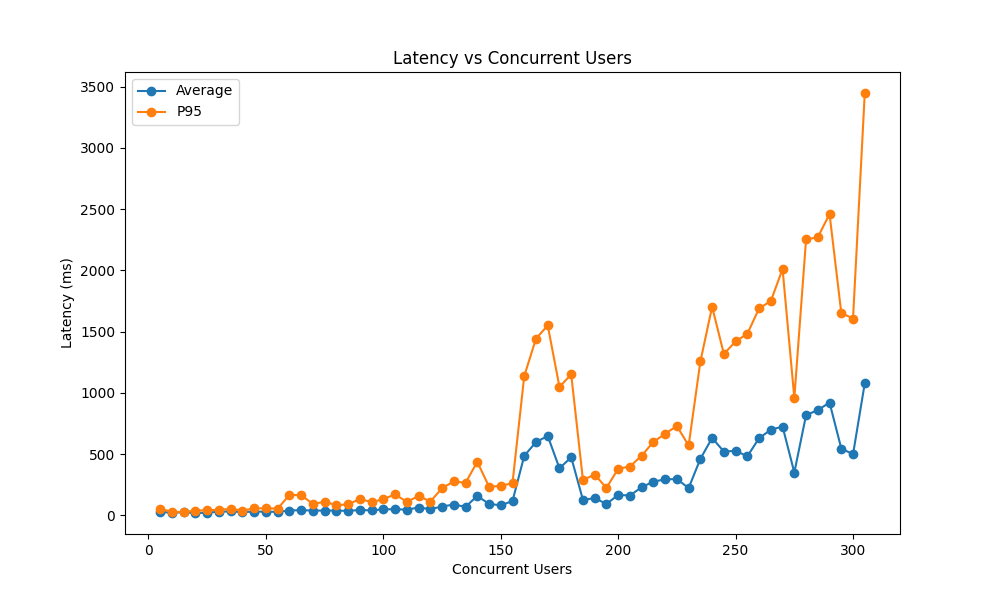 Latency vs Concurrent Users
Average
P95
Latency (ms)
3500
3000
2500
2000
1500
1000
500
0
0 50 100 150 200 250 300
Concurrent Users